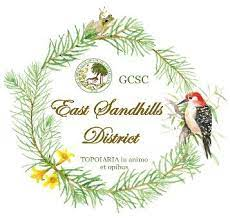 GCSC
East Sandhills
District
TOPOIARIA in animo
et opibus